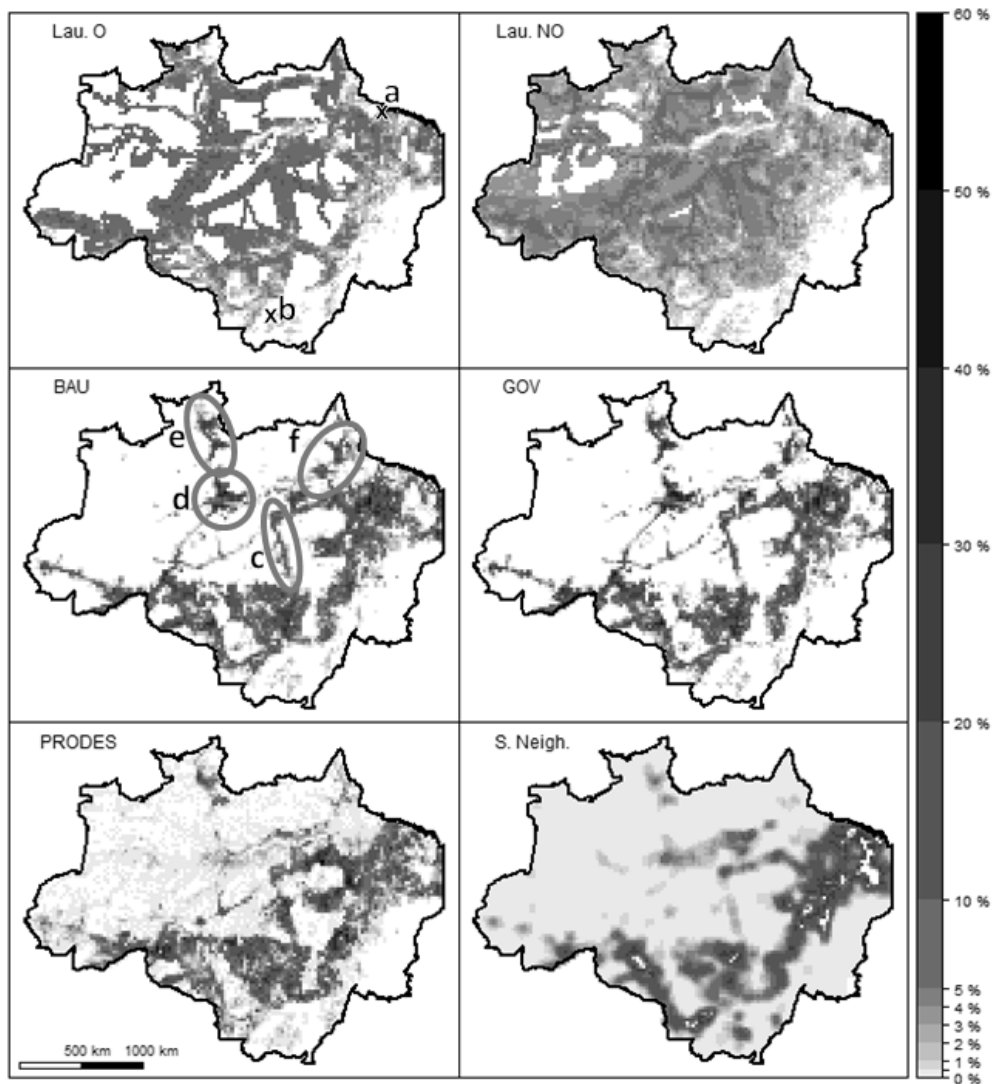 Lau. O
Lau. NO
60 %
a
x
xb
50 %
40 %
BAU
GOV
e
f
d
c
30 %
20 %
PRODES
S. Neigh.
10 %
5 %
4 %
3 %
2 %
1 %
0 %
500 km 1000 km